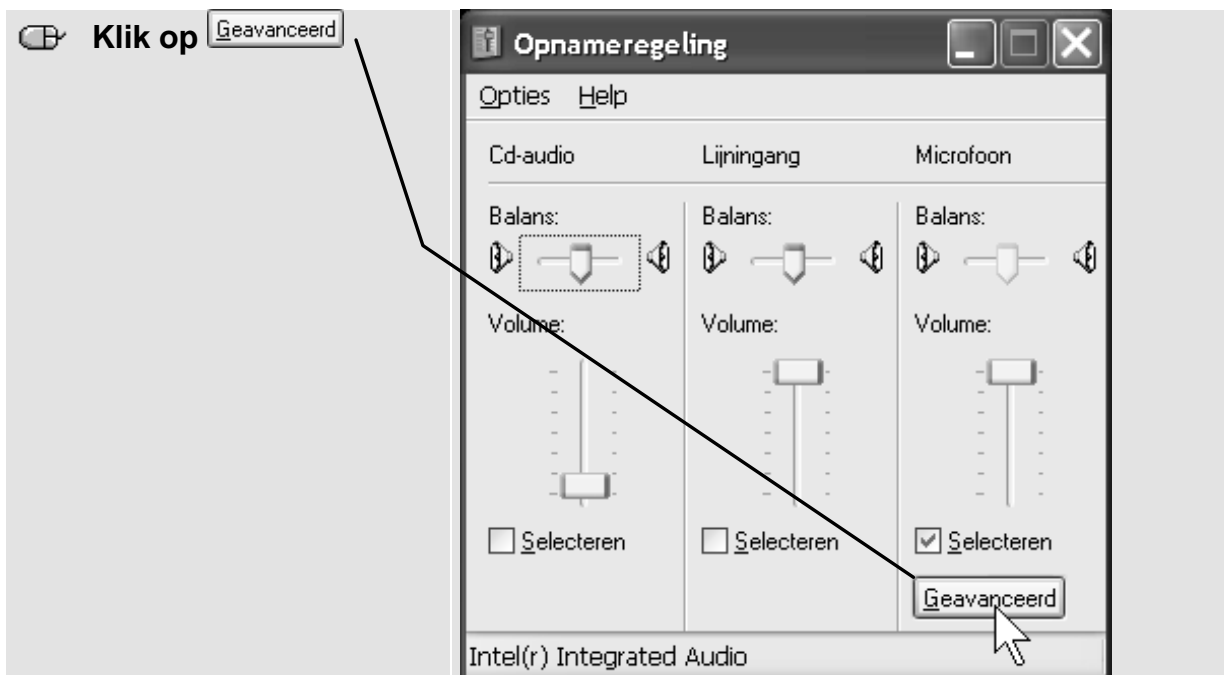 Klik op Geavanceerd
Opnameregeling
Opties Help
Cd-audio Lijningang Microfoon
Balans: Balans: Balans:
Volume: Volume: Volume:
Selecteren Selecteren Selecteren
Geavanceerd
Intel(r) Integrated Audio